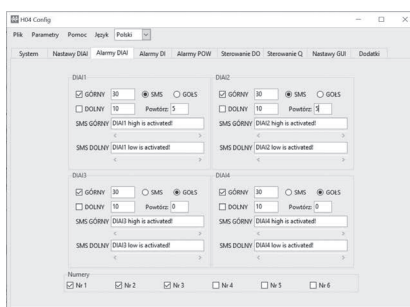 H04 Config
Plik Parametry Pomoc Język Polski
System Nastawy DIAI Alarmy DIAI Alarmy DI Alarmy POW Sterowanie DO Sterowanie Q Nastawy GUI Dodatki
DIAI1
GÓRNY 30 SMS GOŁS
DOLNY 10 Powtórz: 5
SMS GÓRNY DIAI1 high is activated!
SMS DOLNY DIAI1 low is activated!
DIAI2
GÓRNY 30 SMS GOŁS
DOLNY 10 Powtórz: 5
SMS GÓRNY DIAI2 high is activated!
SMS DOLNY DIAI2 low is activated!
DIAI3
GÓRNY 30 SMS GOŁS
DOLNY 10 Powtórz: 0
SMS GÓRNY DIAI3 high is activated!
SMS DOLNY DIAI3 low is activated!
DIAI4
GÓRNY 30 SMS GOŁS
DOLNY 10 Powtórz: 0
SMS GÓRNY DIAI4 high is activated!
SMS DOLNY DIAI4 low is activated!
Numery
Nr 1 Nr 2 Nr 3 Nr 4 Nr 5 Nr 6